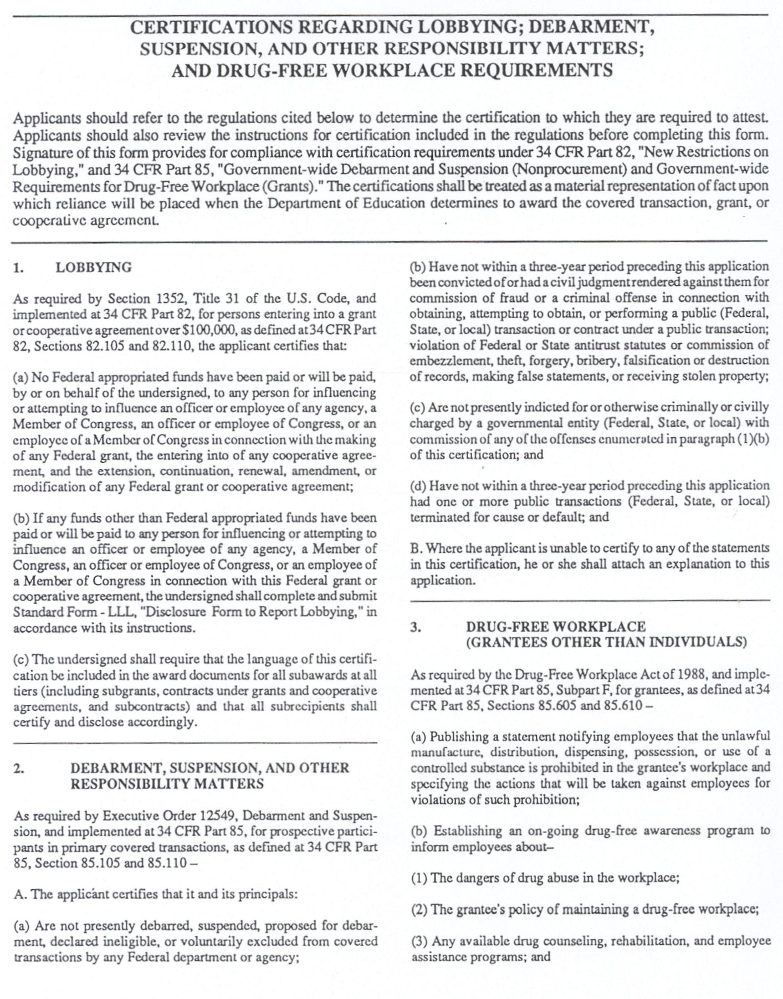 CERTIFICATIONS REGARDING LOBBYING; DEBARMENT,
SUSPENSION, AND OTHER RESPONSIBILITY MATTERS;
AND DRUG-FREE WORKPLACE REQUIREMENTS
Applicants should refer to the regulations cited below to determine the certification to which they are required to attest.
Applicants should also review the instructions for certification included in the regulations before completing this form.
Signature of this form provides for compliance with certification requirements under 34 CFR Part 82, "New Restrictions on
Lobbying," and 34 CFR Part 85, "Government-wide Debarment and Suspension (Nonprocurement) and Government-wide
Requirements for Drug-Free Workplace (Grants)." The certifications shall be treated as a material representation of fact upon
which reliance will be placed when the Department of Education determines to award the covered transaction, grant, or
cooperative agreement.
1. LOBBYING
As required by Section 1352, Title 31 of the U.S. Code, and
implemented at 34 CFR Part 82, for persons entering into a grant
or cooperative agreement over $100,000, as defined at 34 CFR Part
82, Sections 82.105 and 82.110, the applicant certifies that:
(a) No Federal appropriated funds have been paid or will be paid,
by or on behalf of the undersigned, to any person for influencing
or attempting to influence an officer or employee of any agency, a
Member of Congress, an officer or employee of Congress, or an
employee of a Member of Congress in connection with the making
of any Federal grant, the entering into of any cooperative agree-
ment, and the extension, continuation, renewal, amendment, or
modification of any Federal grant or cooperative agreement;
(b) If any funds other than Federal appropriated funds have been
paid or will be paid to any person for influencing or attempting to
influence an officer or employee of any agency, a Member of
Congress, an officer or employee of Congress, or an employee of
a Member of Congress in connection with this Federal grant or
cooperative agreement, the undersigned shall complete and submit
Standard Form - LLL, "Disclosure Form to Report Lobbying," in
accordance with its instructions.
(c) The undersigned shall require that the language of this certifi-
cation be included in the award documents for all subawards at all
tiers (including subgrants, contracts under grants and cooperative
agreements, and subcontracts) and that all subrecipients shall
certify and disclose accordingly.
2. DEBARMENT, SUSPENSION, AND OTHER
RESPONSIBILITY MATTERS
As required by Executive Order 12549, Debarment and Suspen-
sion, and implemented at 34 CFR Part 85, for prospective partici-
pants in primary covered transactions, as defined at 34 CFR Part
85, Section 85.105 and 85.110 –
A. The applicant certifies that it and its principals:
(a) Are not presently debarred, suspended, proposed for debar-
ment, declared ineligible, or voluntarily excluded from covered
transactions by any Federal department or agency;
(b) Have not within a three-year period preceding this application
been convicted of or had a civil judgment rendered against them for
commission of fraud or a criminal offense in connection with
obtaining, attempting to obtain, or performing a public (Federal,
State, or local) transaction or contract under a public transaction;
violation of Federal or State antitrust statutes or commission of
embezzlement, theft, forgery, bribery, falsification or destruction
of records, making false statements, or receiving stolen property;
(c) Are not presently indicted for or otherwise criminally or civilly
charged by a governmental entity (Federal, State, or local) with
commission of any of the offenses enumerated in paragraph (1)(b)
of this certification; and
(d) Have not within a three-year period preceding this application
had one or more public transactions (Federal, State, or local)
terminated for cause or default; and
B. Where the applicant is unable to certify to any of the statements
in this certification, he or she shall attach an explanation to this
application.
3. DRUG-FREE WORKPLACE
(GRANTEES OTHER THAN INDIVIDUALS)
As required by the Drug-Free Workplace Act of 1988, and imple-
mented at 34 CFR Part 85, Subpart F, for grantees, as defined at 34
CFR Part 85, Sections 85.605 and 85.610 –
(a) Publishing a statement notifying employees that the unlawful
manufacture, distribution, dispensing, possession, or use of a
controlled substance is prohibited in the grantee's workplace and
specifying the actions that will be taken against employees for
violations of such prohibition;
(b) Establishing an on-going drug-free awareness program to
inform employees about–
(1) The dangers of drug abuse in the workplace;
(2) The grantee's policy of maintaining a drug-free workplace;
(3) Any available drug counseling, rehabilitation, and employee
assistance programs; and